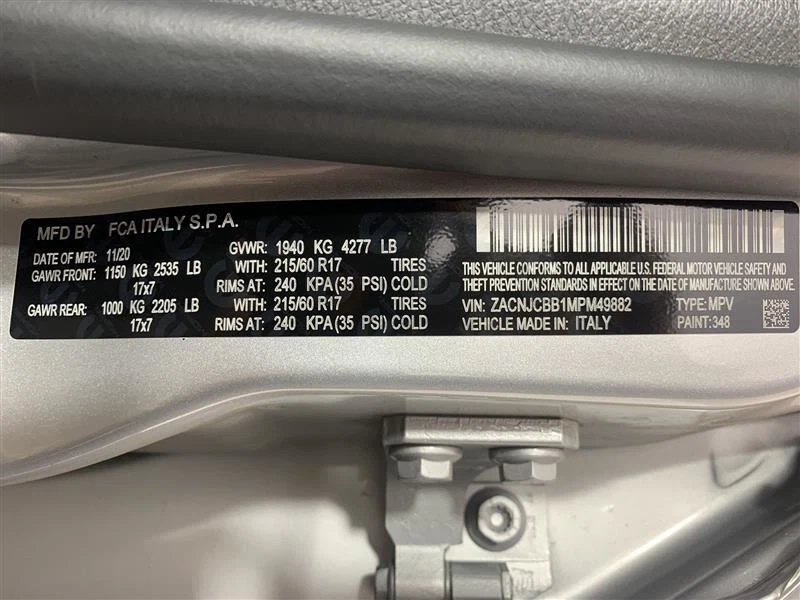 MFD BY FCA ITALY S.P.A.
DATE OF MFR: 11/20 GVWR: 1940 KG 4277 LB
GAWR FRONT: 1150 KG 2535 LB WITH: 215/60 R17 TIRES
17x7 RIMS AT: 240 KPA (35 PSI) COLD
GAWR REAR: 1000 KG 2205 LB WITH: 215/60 R17 TIRES
17x7 RIMS AT: 240 KPA (35 PSI) COLD
THIS VEHICLE CONFORMS TO ALL APPLICABLE U.S. FEDERAL MOTOR VEHICLE SAFETY AND
THEFT PREVENTION STANDARDS IN EFFECT ON THE DATE OF MANUFACTURE SHOWN ABOVE.
VIN: ZACNJCBB1MPM49882 TYPE: MPV
VEHICLE MADE IN: ITALY PAINT: 348